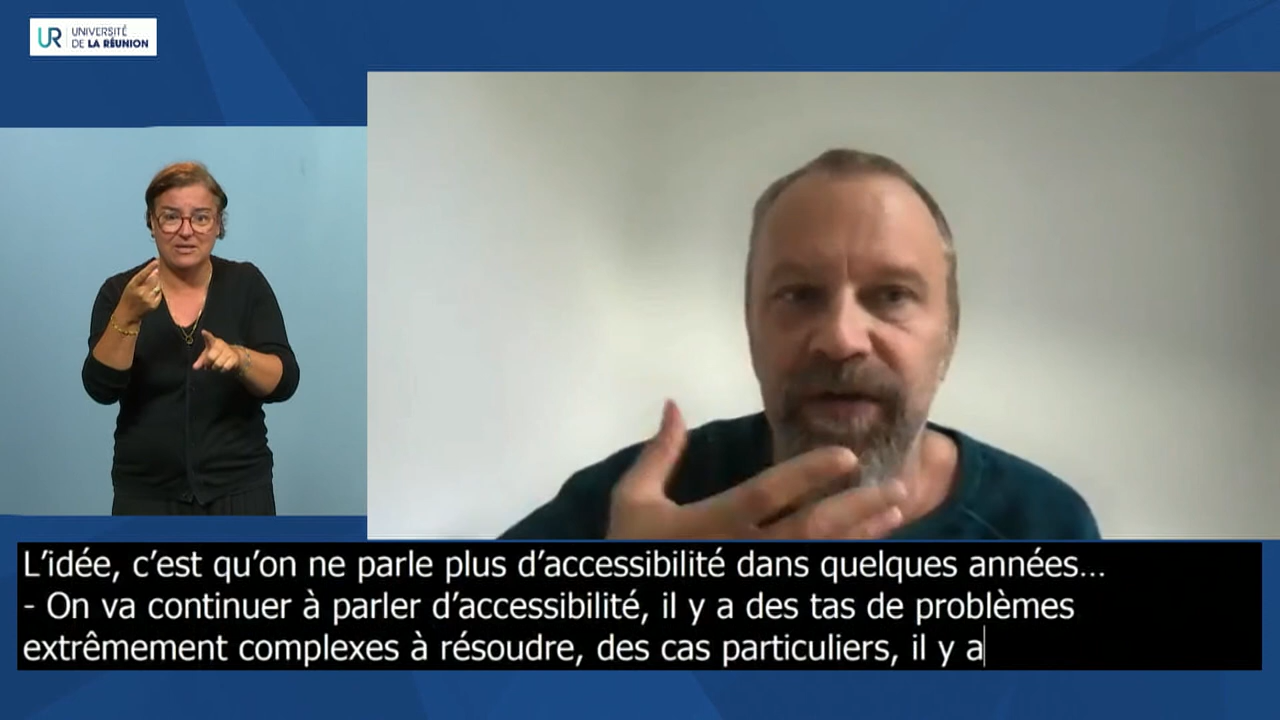 UR UNIVERSITÉ
DE LA RÉUNION
L'idée, c'est qu'on ne parle plus d'accessibilité dans quelques années...
- On va continuer à parler d'accessibilité, il y a des tas de problèmes
extrêmement complexes à résoudre, des cas particuliers, il y a